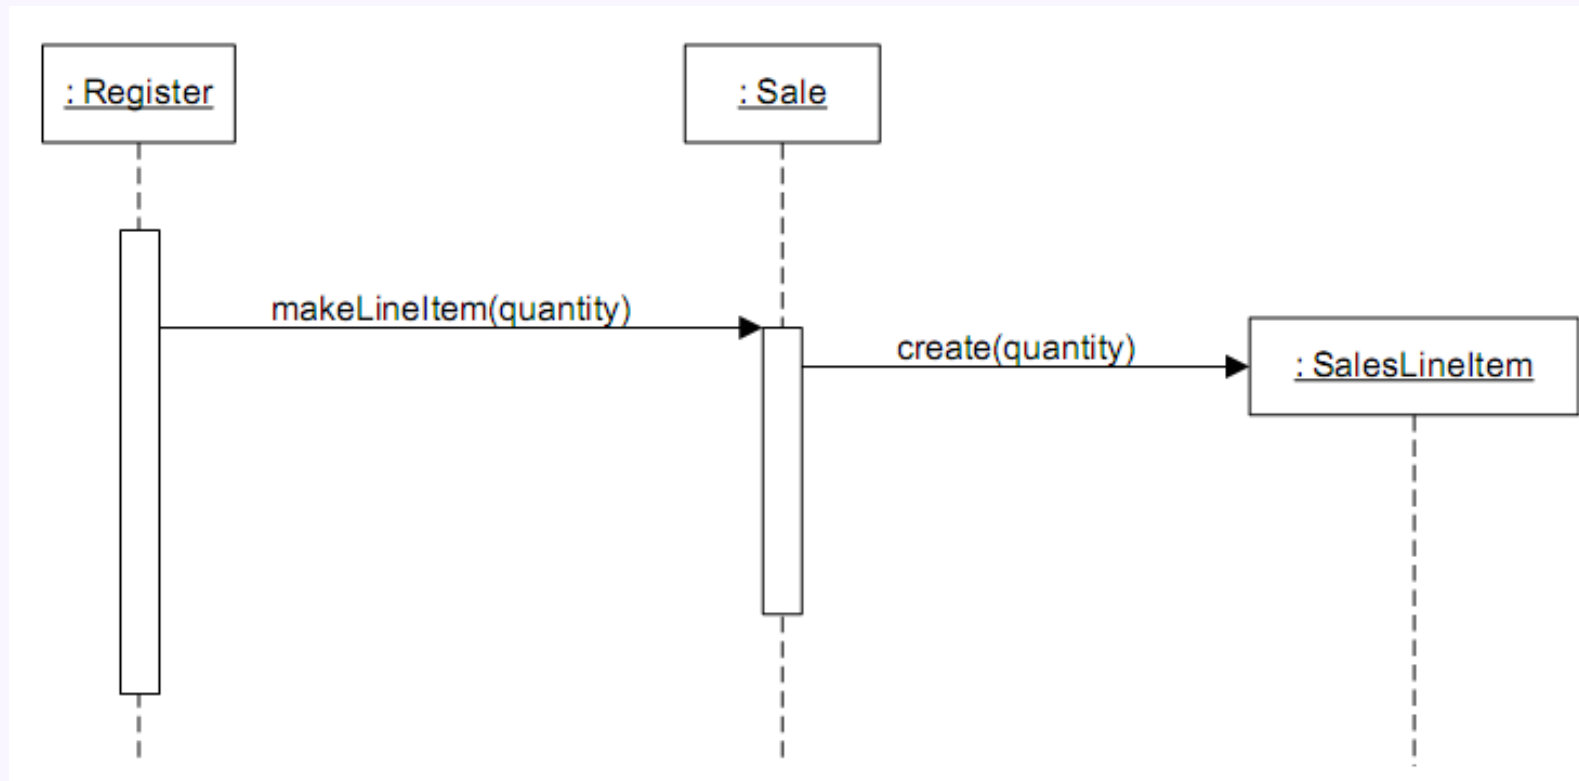 : Register
: Sale
makeLineItem(quantity)
create(quantity)
: SalesLineItem